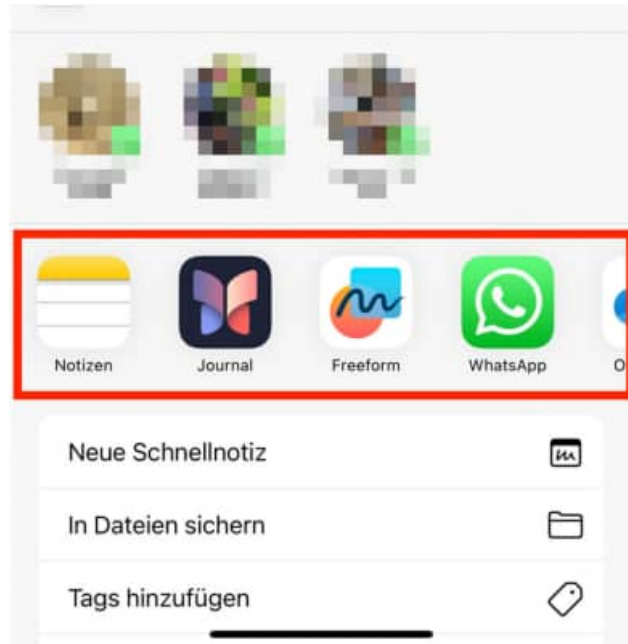 Notizen Journal Freeform WhatsApp
Neue Schnellnotiz
In Dateien sichern
Tags hinzufügen